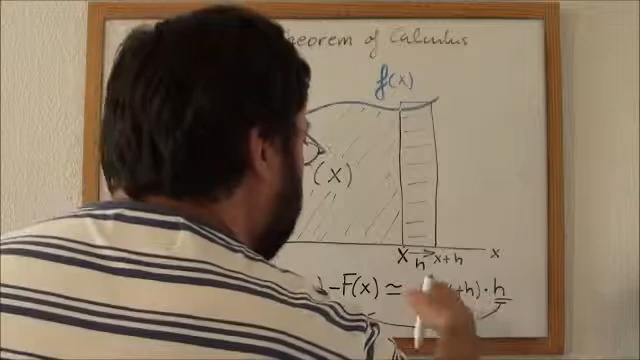 Theorem of Calculus
f(x)
(x)
x
X h x+h
-F(x) ≃ +h) · h